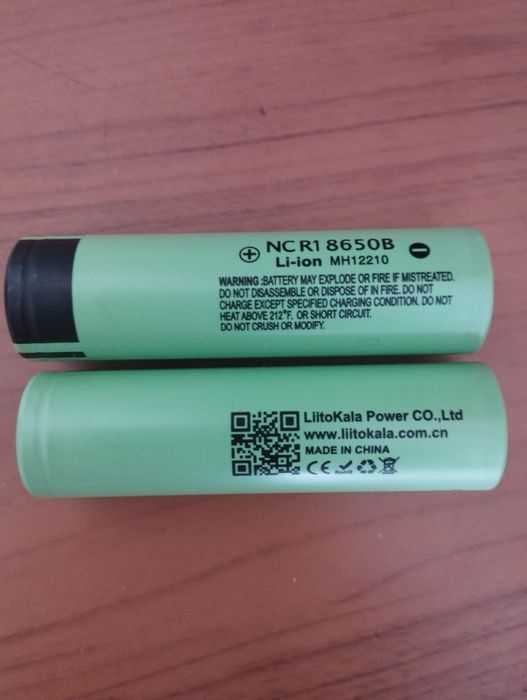 NCR18650B
Li-ion MH12210
WARNING :BATTERY MAY EXPLODE OR FIRE IF MISTREATED.
DO NOT DISASSEMBLE OR DISPOSE OF IN FIRE. DO NOT
CHARGE EXCEPT SPECIFIED CHARGING CONDITION. DO NOT
HEAT ABOVE 212°F. OR SHORT CIRCUIT.
DO NOT CRUSH OR MODIFY.
LiitoKala Power CO.,Ltd
www.liitokala.com.cn
MADE IN CHINA
CE RoHS